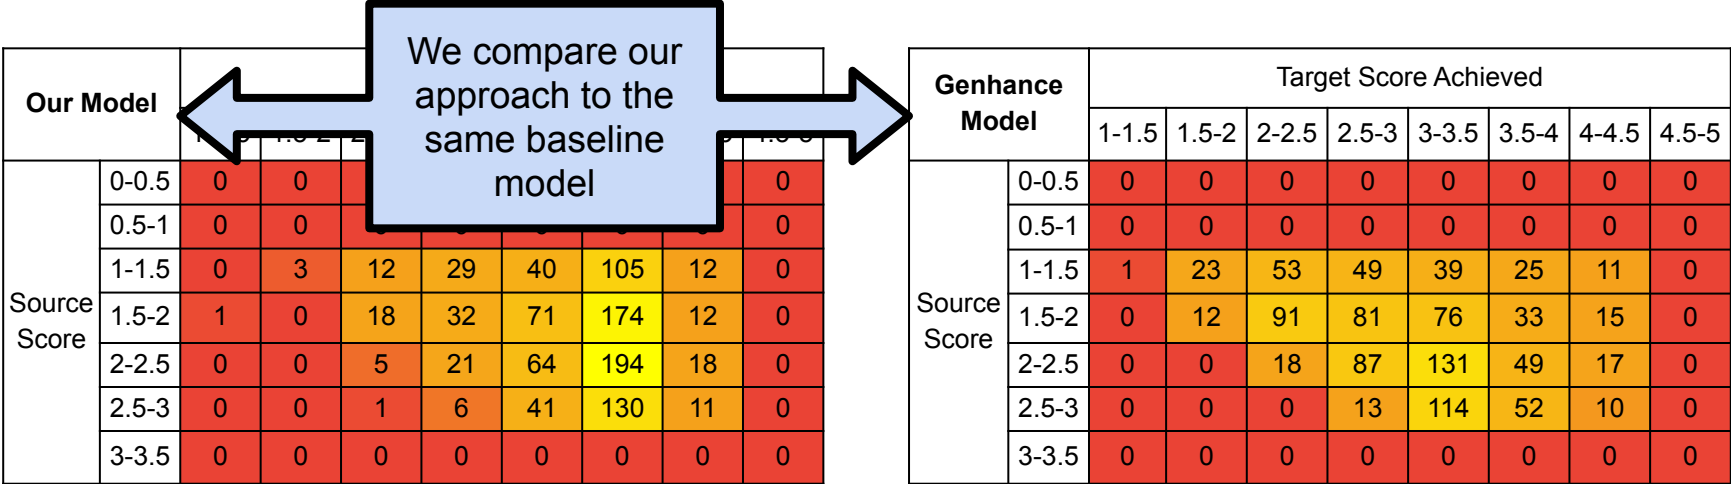 We compare our
approach to the
same baseline
model
Our Model
0-0.5 0 0 0
0.5-1 0 0 0
1-1.5 0 3 12 29 40 105 12 0
Source Score
1.5-2 1 0 18 32 71 174 12 0
2-2.5 0 0 5 21 64 194 18 0
2.5-3 0 0 1 6 41 130 11 0
3-3.5 0 0 0 0 0 0 0 0
Genhance
Model
Target Score Achieved
1-1.5 1.5-2 2-2.5 2.5-3 3-3.5 3.5-4 4-4.5 4.5-5
0-0.5 0 0 0 0 0 0 0 0
0.5-1 0 0 0 0 0 0 0 0
1-1.5 1 23 53 49 39 25 11 0
Source Score
1.5-2 0 12 91 81 76 33 15 0
2-2.5 0 0 18 87 131 49 17 0
2.5-3 0 0 0 13 114 52 10 0
3-3.5 0 0 0 0 0 0 0 0